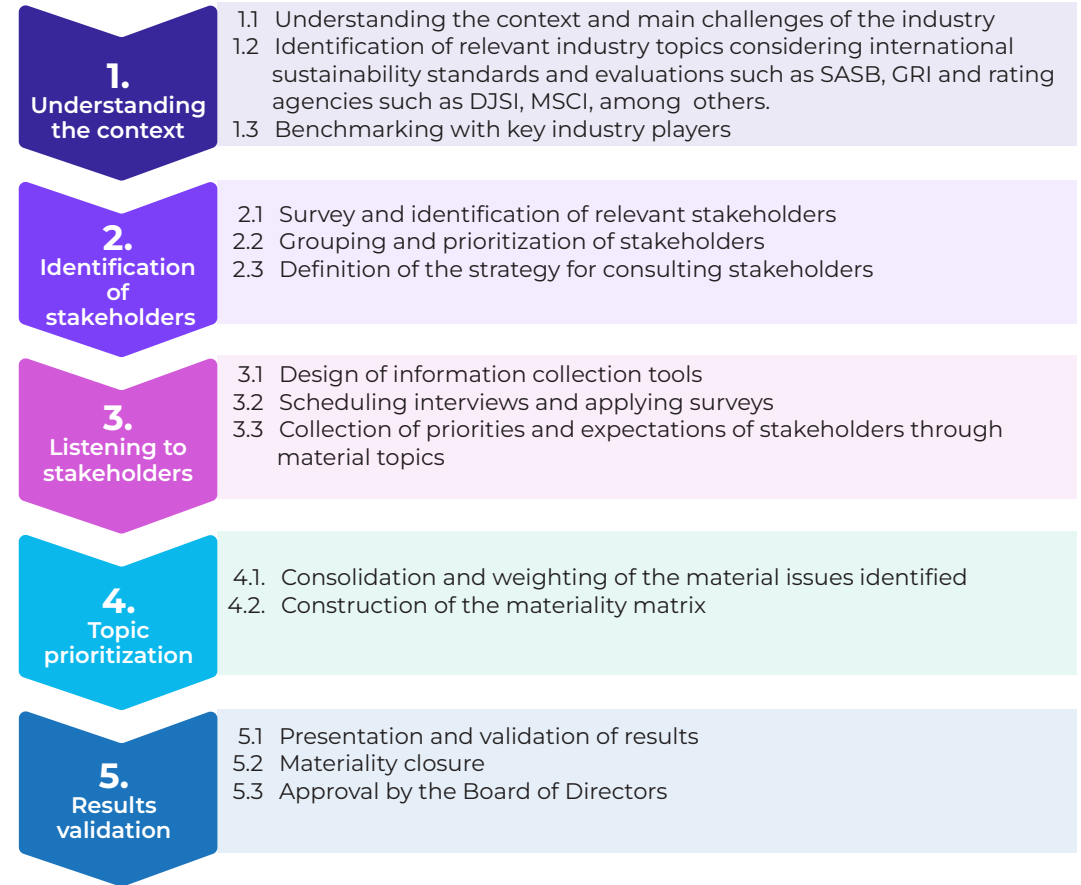 1.
Understanding
the context
1.1 Understanding the context and main challenges of the industry
1.2 Identification of relevant industry topics considering international
sustainability standards and evaluations such as SASB, GRI and rating
agencies such as DJSI, MSCI, among others.
1.3 Benchmarking with key industry players
2.
Identification
of
stakeholders
2.1 Survey and identification of relevant stakeholders
2.2 Grouping and prioritization of stakeholders
2.3 Definition of the strategy for consulting stakeholders
3.
Listening to
stakeholders
3.1 Design of information collection tools
3.2 Scheduling interviews and applying surveys
3.3 Collection of priorities and expectations of stakeholders through
material topics
4.
Topic
prioritization
4.1. Consolidation and weighting of the material issues identified
4.2. Construction of the materiality matrix
5.
Results
validation
5.1 Presentation and validation of results
5.2 Materiality closure
5.3 Approval by the Board of Directors